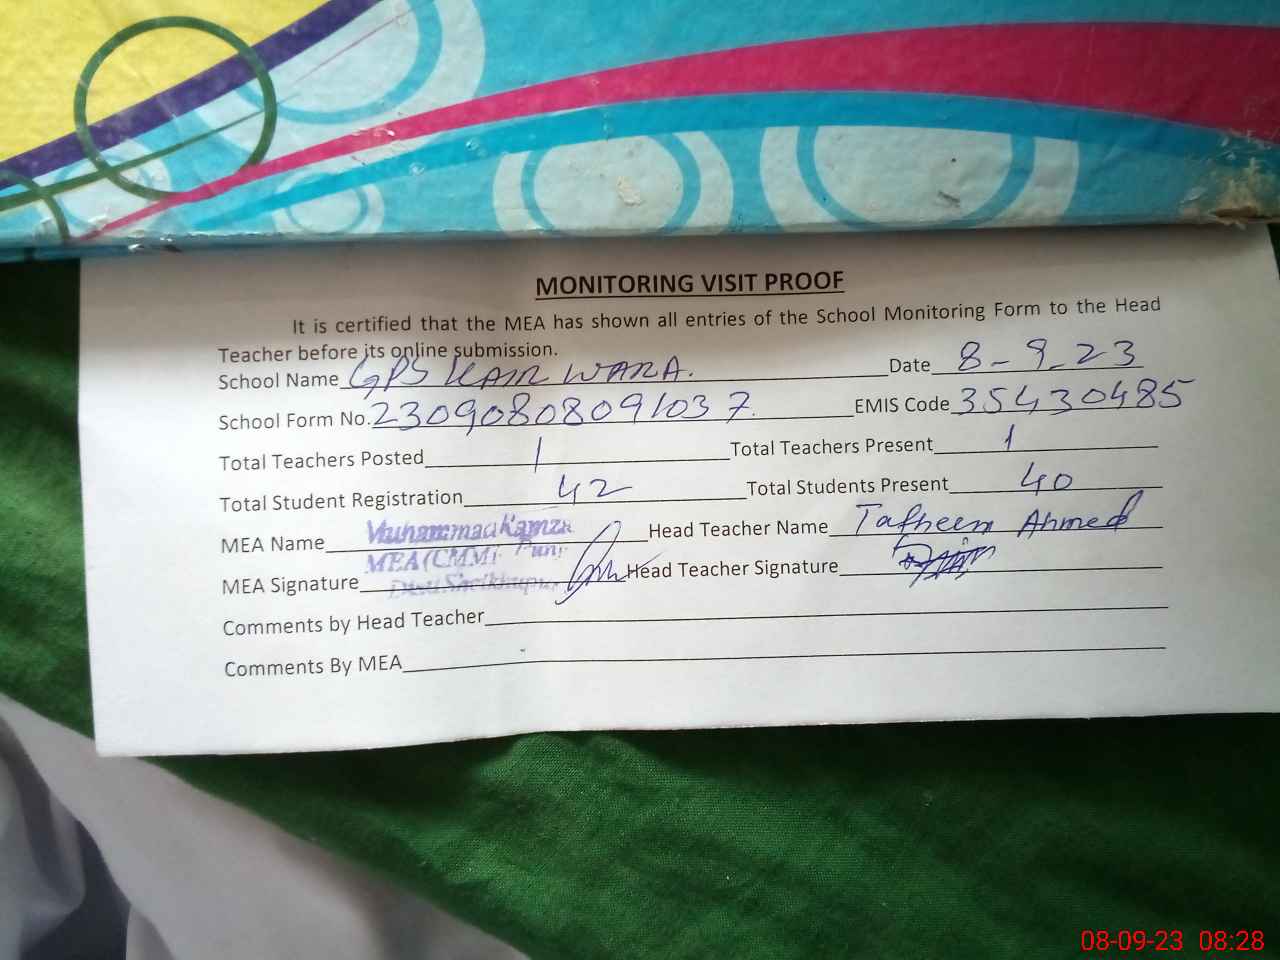 MONITORING VISIT PROOF
It is certified that the MEA has shown all entries of the School Monitoring Form to the Head
Teacher before its online submission.
School Name GPS KAIR WARA. Date 8-9-23
School Form No. 23090808091037. EMIS Code 35430485
Total Teachers Posted 1 Total Teachers Present 1
Total Student Registration 42 Total Students Present 40
MEA Name Muhammad Hamza Head Teacher Name Tafheem Ahmed
MEA (CMM)
MEA Signature Head Teacher Signature
Comments by Head Teacher
Comments By MEA
08-09-23 08:28